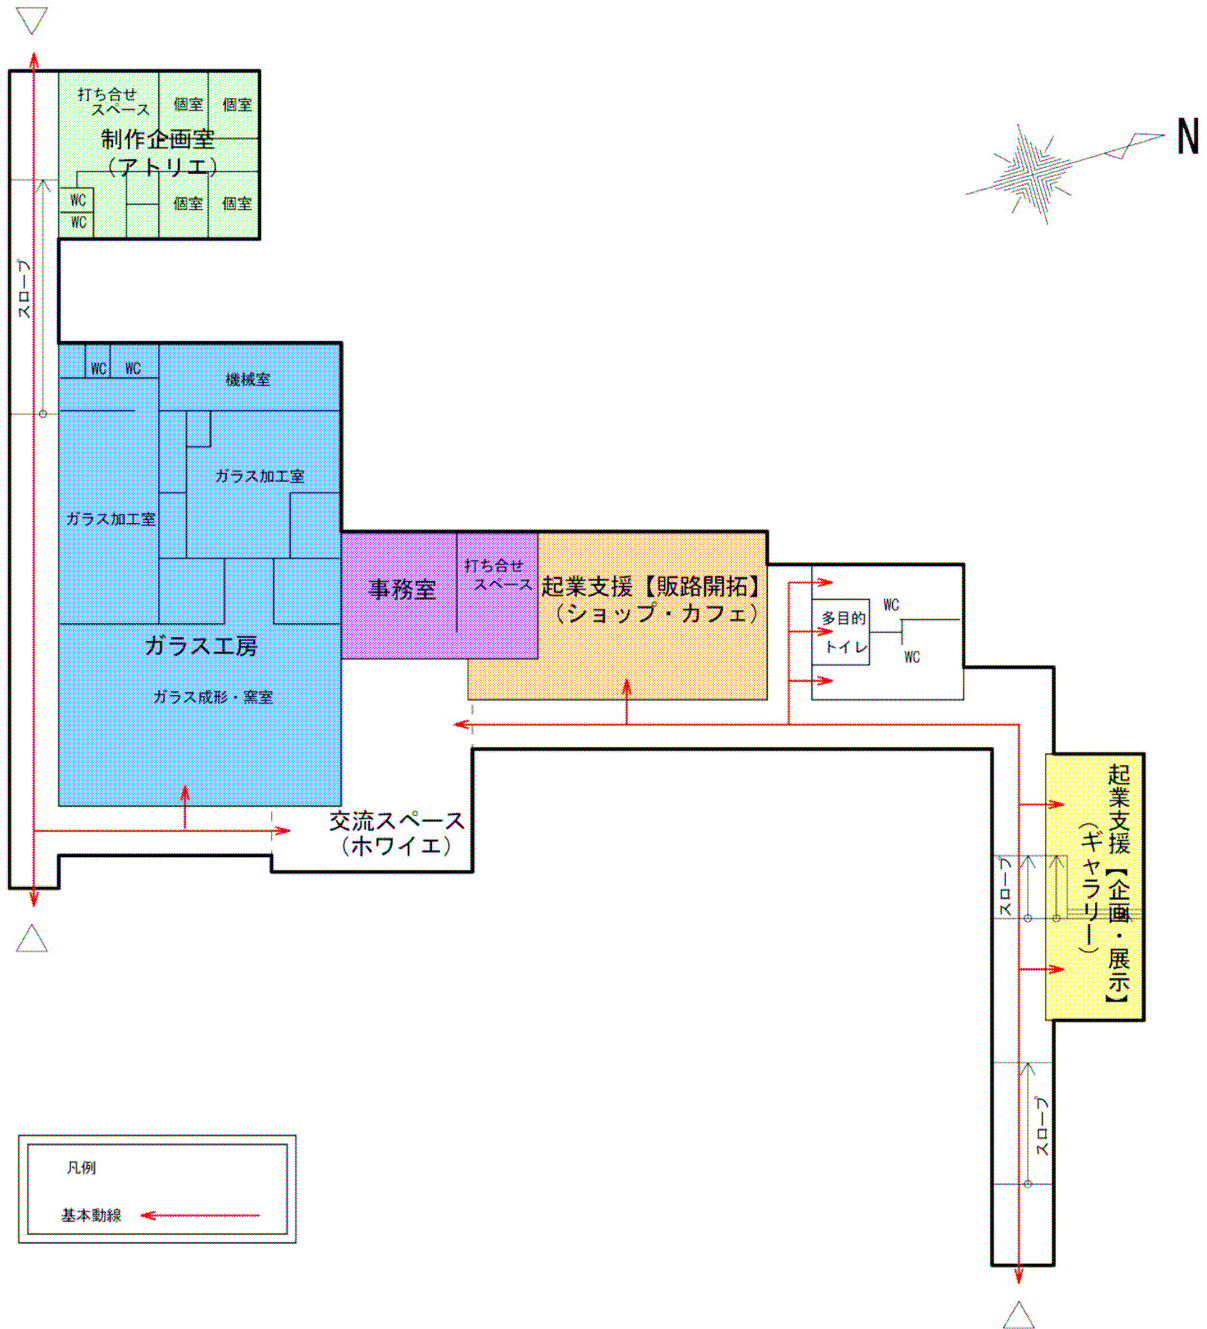 N
打ち合せ
スペース
個室
個室
制作企画室
（アトリエ）
WC
WC
個室
個室
スロープ
WC
WC
機械室
ガラス加工室
ガラス加工室
ガラス工房
ガラス成形・窯室
事務室
打ち合せ
スペース
起業支援【販路開拓】
（ショップ・カフェ）
多目的
トイレ
WC
WC
交流スペース
（ホワイエ）
起業支援【企画・展示】
（ギャラリー）
スロープ
スロープ
凡例
基本動線